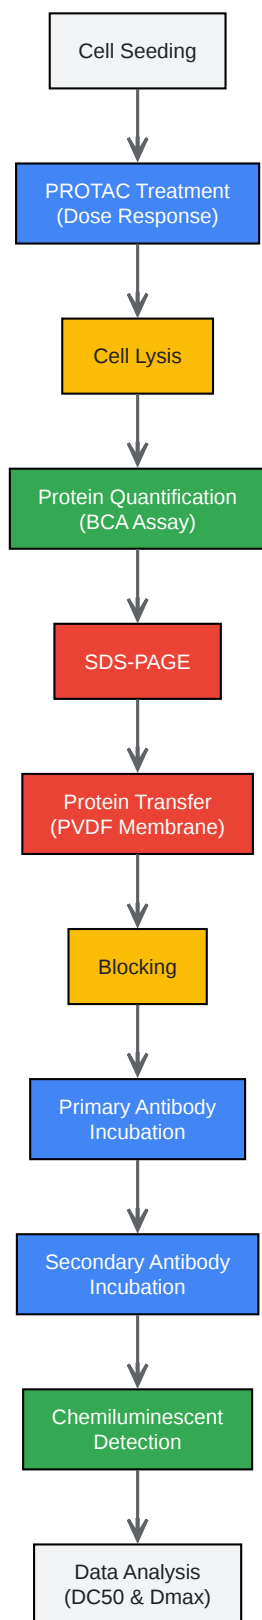 Cell Seeding
PROTAC Treatment
(Dose Response)
Cell Lysis
Protein Quantification
(BCA Assay)
SDS-PAGE
Protein Transfer
(PVDF Membrane)
Blocking
Primary Antibody
Incubation
Secondary Antibody
Incubation
Chemiluminescent
Detection
Data Analysis
(DC50 & Dmax)